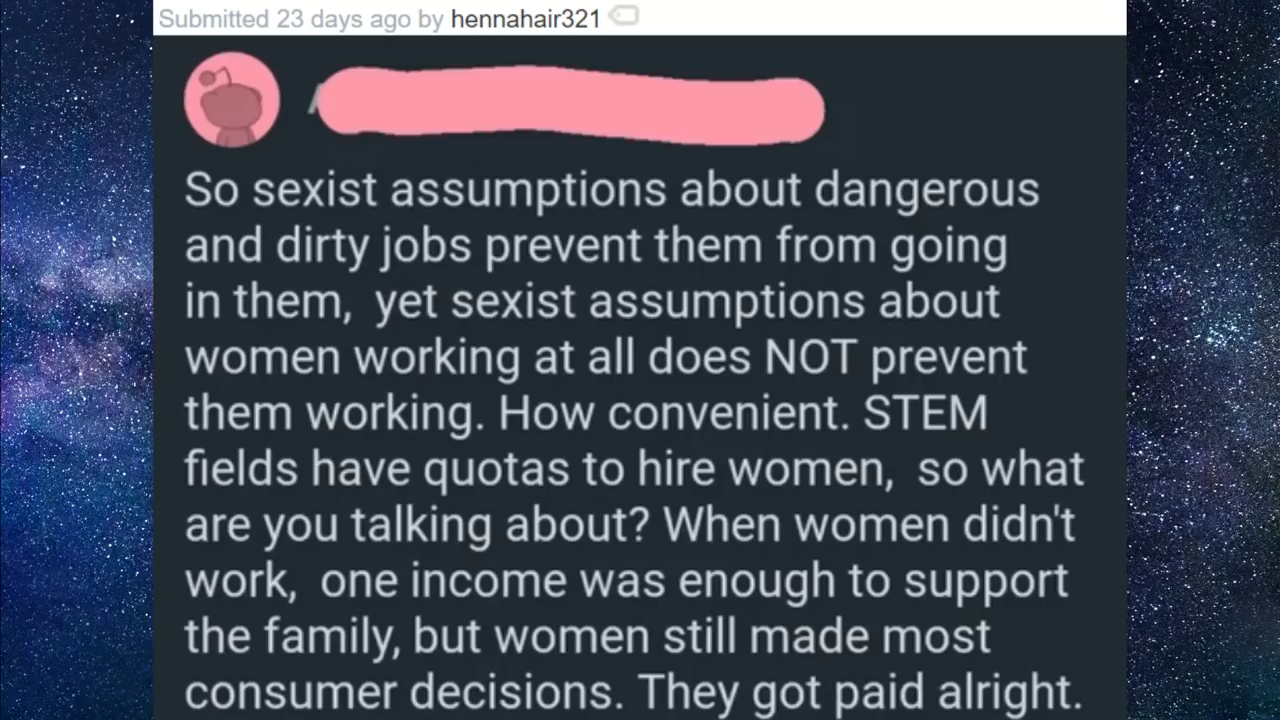 Submitted 23 days ago by hennahair321
So sexist assumptions about dangerous
and dirty jobs prevent them from going
in them,  yet sexist assumptions about
women working at all does NOT prevent
them working. How convenient. STEM
fields have quotas to hire women,  so what
are you talking about? When women didn't
work,  one income was enough to support
the family, but women still made most
consumer decisions. They got paid alright.